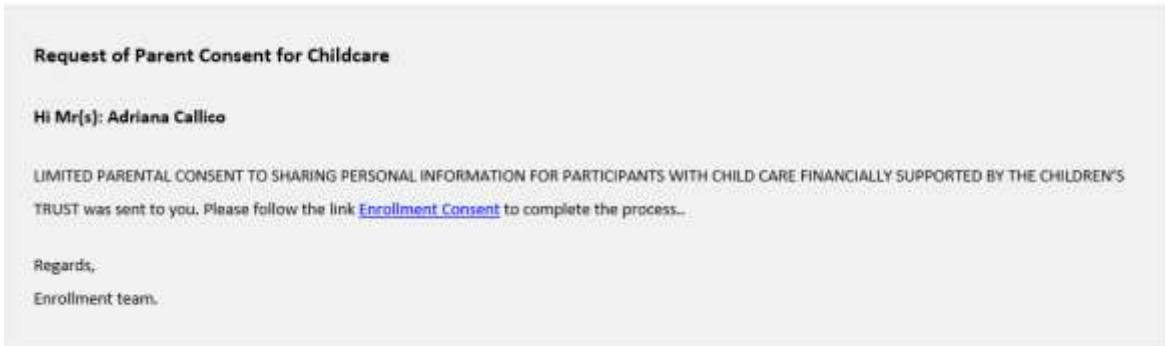 Request of Parent Consent for Childcare
Hi Mr(s): Adriana Callico
LIMITED PARENTAL CONSENT TO SHARING PERSONAL INFORMATION FOR PARTICIPANTS WITH CHILD CARE FINANCIALLY SUPPORTED BY THE CHILDREN'S
TRUST was sent to you. Please follow the link Enrollment Consent to complete the process..
Regards,
Enrollment team.